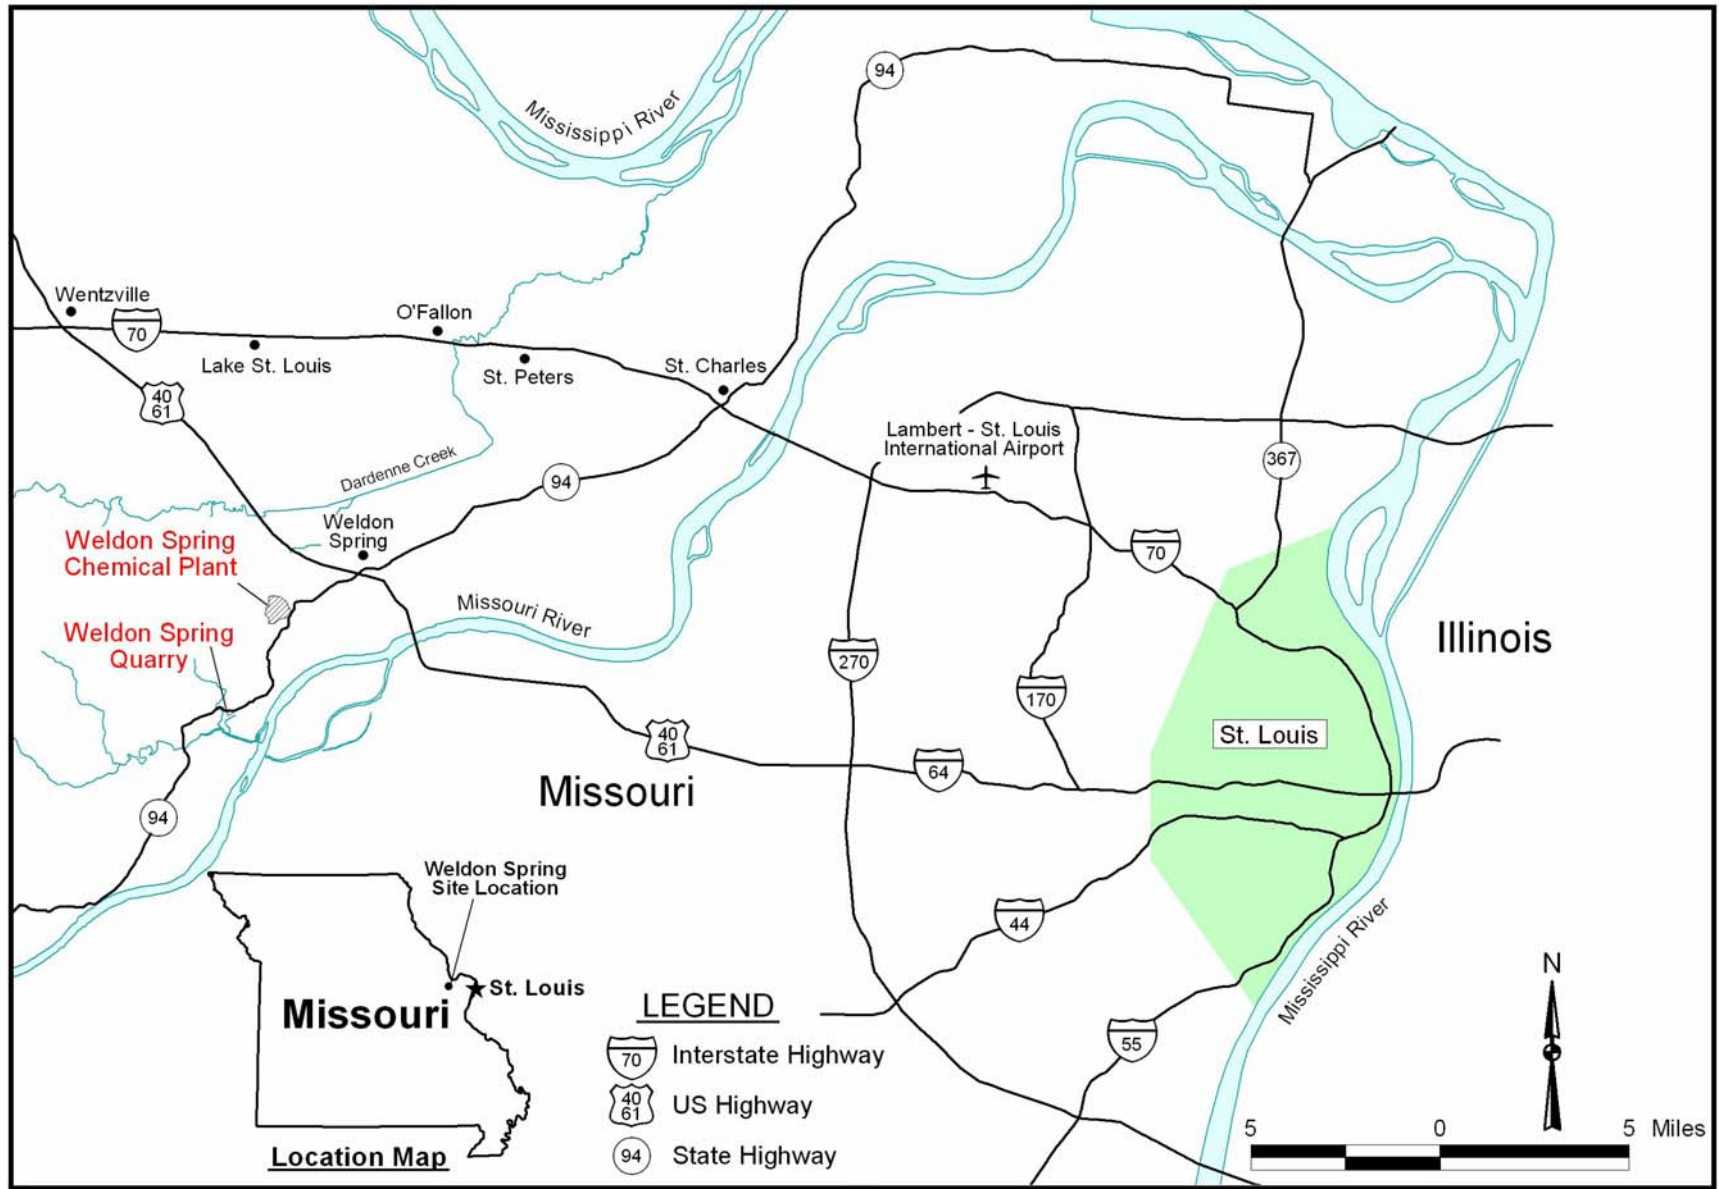 94
Mississippi River
Wentzville
70
O'Fallon
Lake St. Louis
St. Peters
St. Charles
40
61
Lambert - St. Louis
International Airport
367
Dardenne Creek
94
Weldon
Spring
Weldon Spring
Chemical Plant
70
Missouri River
Weldon Spring
Quarry
Illinois
270
170
St. Louis
40
61
64
Missouri
94
Weldon Spring
Site Location
44
Mississippi River
N
St. Louis
Missouri
LEGEND
70
Interstate Highway
55
40
61
US Highway
5 0 5 Miles
94
State Highway
Location Map